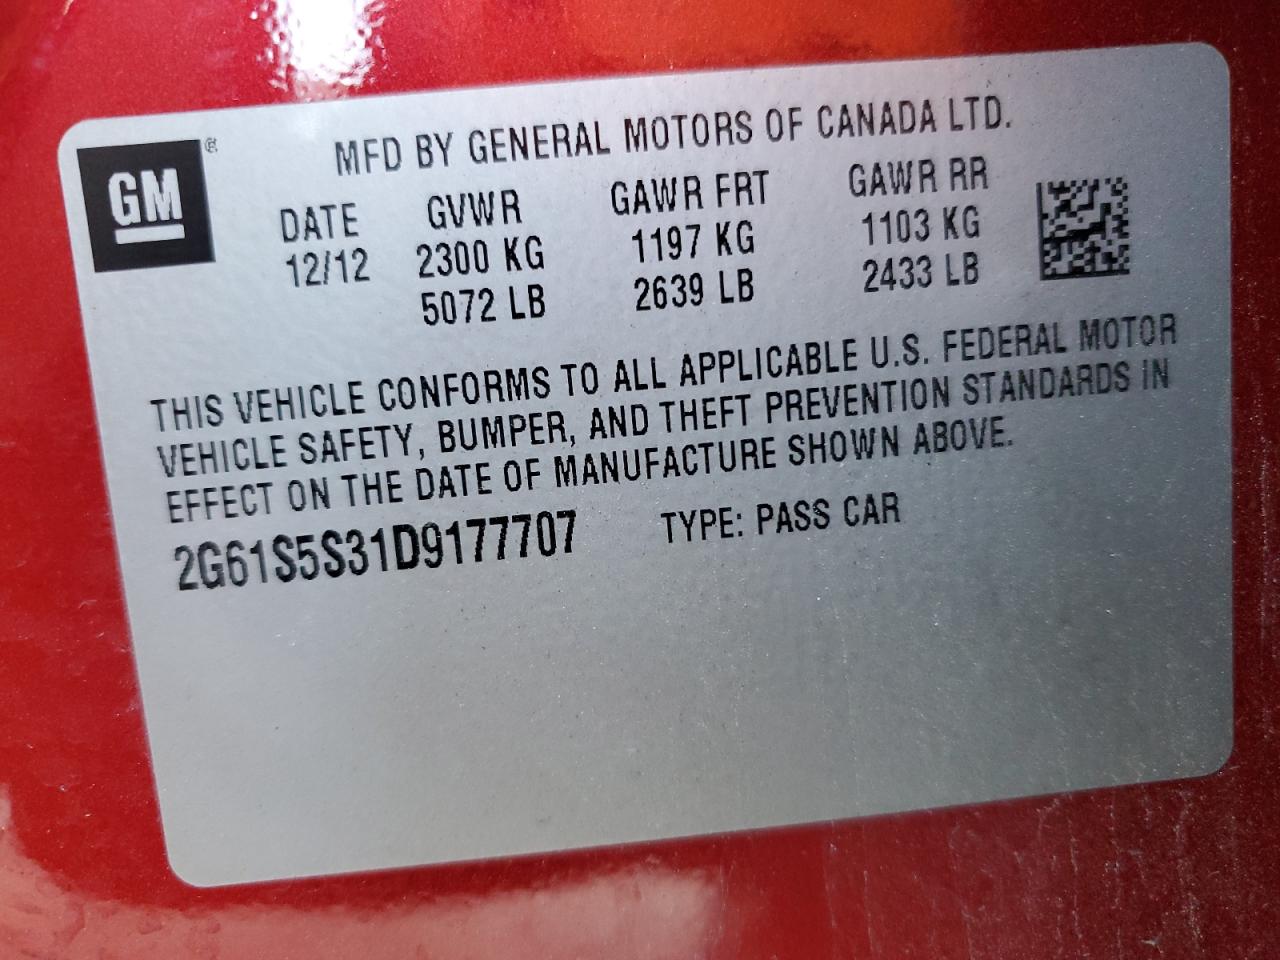 GM ®
MFD BY GENERAL MOTORS OF CANADA LTD.
DATE GVWR GAWR FRT GAWR RR
12/12 2300 KG 1197 KG 1103 KG
5072 LB 2639 LB 2433 LB
THIS VEHICLE CONFORMS TO ALL APPLICABLE U.S. FEDERAL MOTOR
VEHICLE SAFETY, BUMPER, AND THEFT PREVENTION STANDARDS IN
EFFECT ON THE DATE OF MANUFACTURE SHOWN ABOVE.
2G61S5S31D9177707 TYPE: PASS CAR